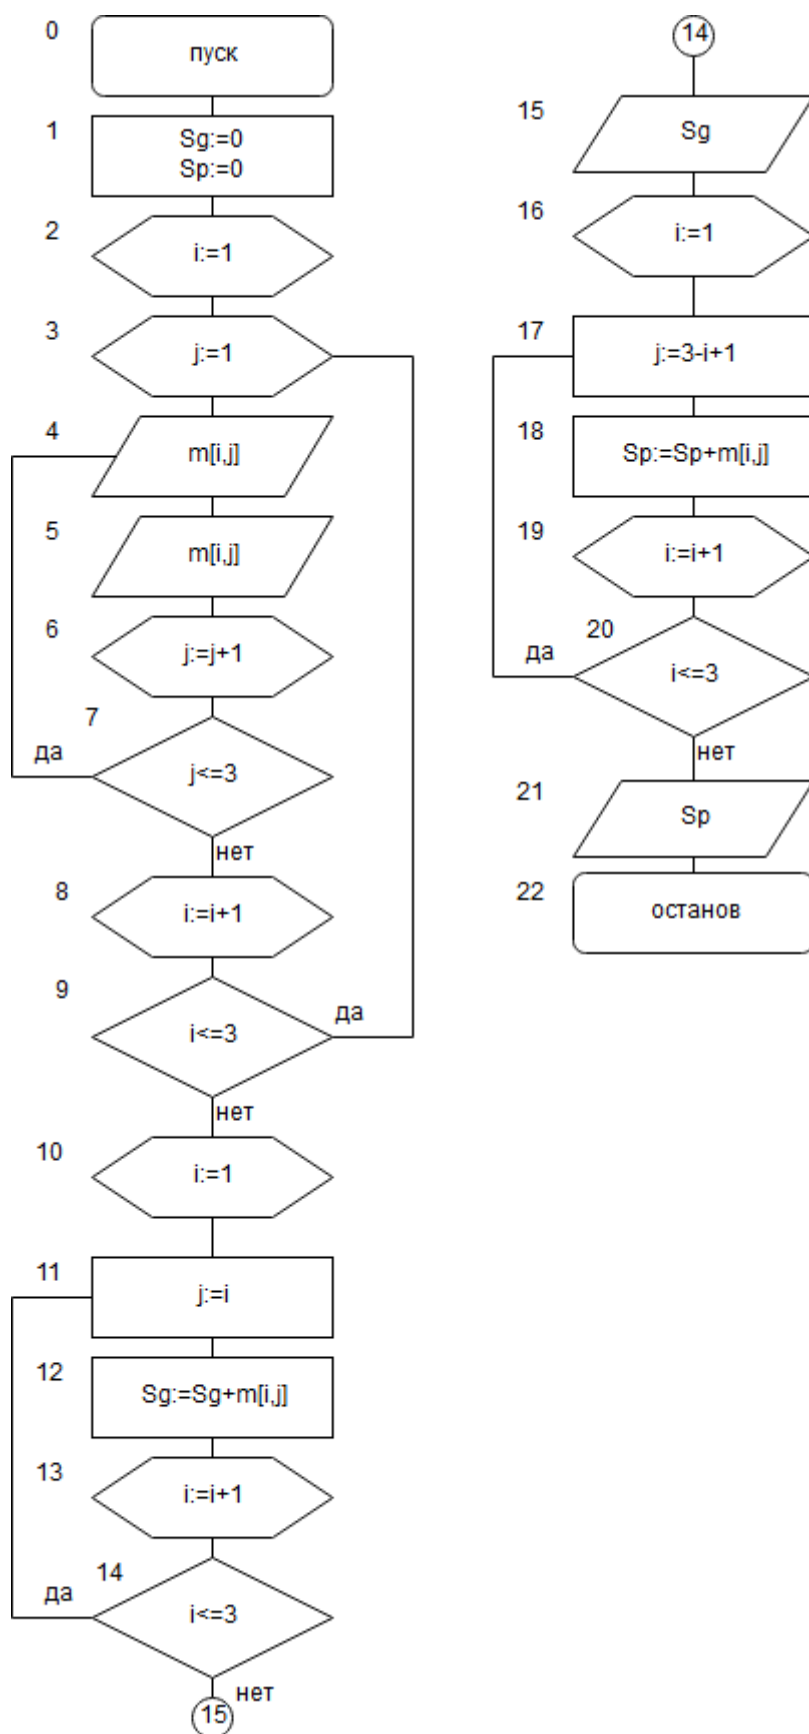 0
пуск
1
Sg:=0
Sp:=0
2
i:=1
3
j:=1
4
m[i,j]
5
m[i,j]
6
j:=j+1
7
да
j<=3
нет
8
i:=i+1
9
i<=3
да
нет
10
i:=1
11
j:=i
12
Sg:=Sg+m[i,j]
13
i:=i+1
14
да
i<=3
нет
15
14
15
Sg
16
i:=1
17
j:=3-i+1
18
Sp:=Sp+m[i,j]
19
i:=i+1
20
да
i<=3
нет
21
Sp
22
останов